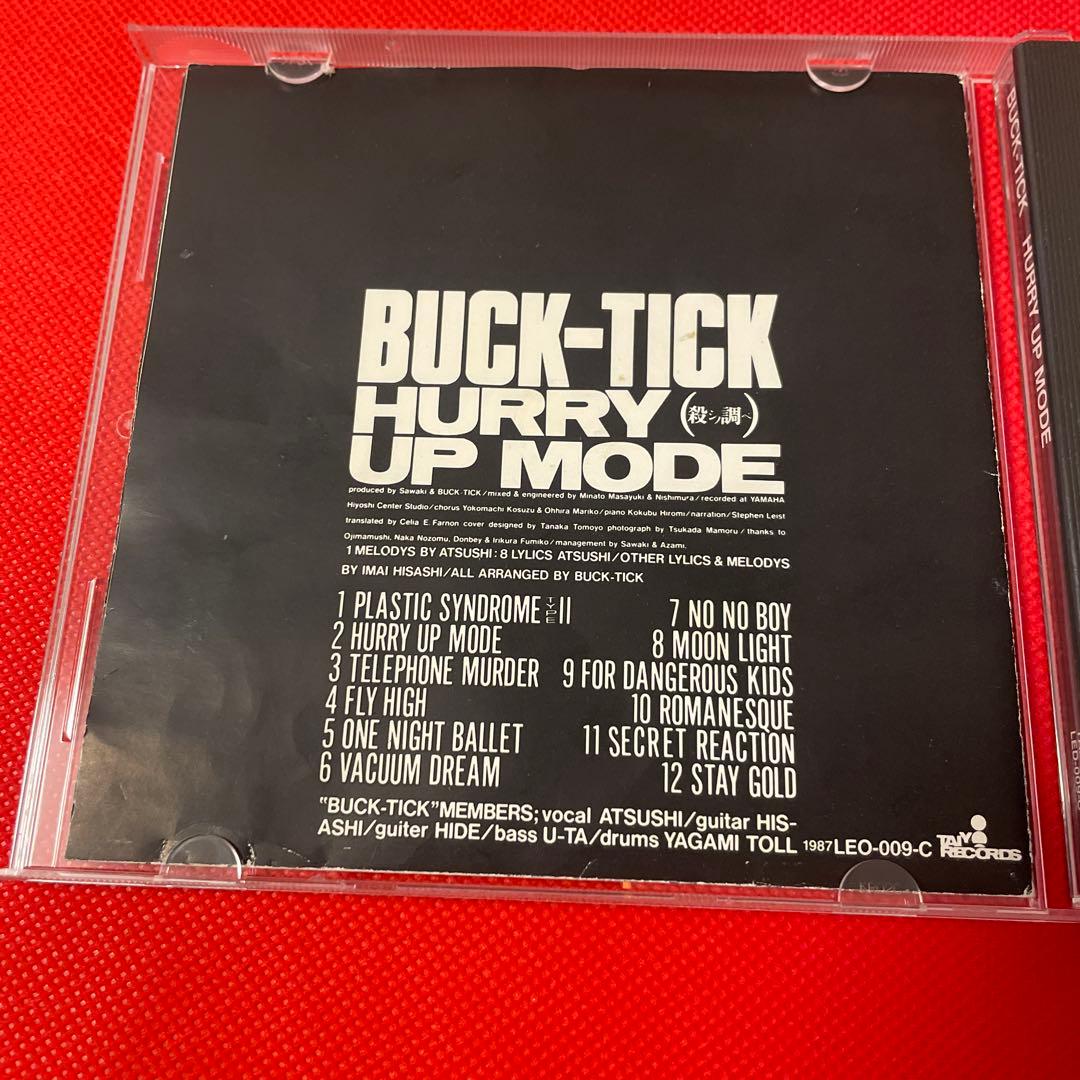 BUCK-TICK
HURRY (殺シノ調ベ)
UP MODE
produced by Sawaki & BUCK-TICK/mixed & engineered by Minato Masayuki & Nishimura/recorded at YAMAHA
Hiyoshi Center Studio/chorus Yokomachi Kosuzu & Ohhira Mariko/piano Kokubu Hiromi/narration/Stephen Leist
translated by Celia E. Farnon cover designed by Tanaka Tomoyo photograph by Tsukada Mamoru/thanks to
Ojimamushi, Naka Nozomu, Donbey & Irikura Fumiko/management by Sawaki & Azami.
1 MELODYS BY ATSUSHI: 8 LYLICS ATSUSHI/OTHER LYLICS & MELODYS
BY IMAI HISASHI/ALL ARRANGED BY BUCK-TICK
1 PLASTIC SYNDROME TYPE II
2 HURRY UP MODE
3 TELEPHONE MURDER
4 FLY HIGH
5 ONE NIGHT BALLET
6 VACUUM DREAM
7 NO NO BOY
8 MOON LIGHT
9 FOR DANGEROUS KIDS
10 ROMANESQUE
11 SECRET REACTION
12 STAY GOLD
"BUCK-TICK" MEMBERS; vocal ATSUSHI/guitar HIS-
ASHI/guiter HIDE/bass U-TA/drums YAGAMI TOLL 1987 LEO-009-C
TAIYO
RECORDS
BUCK-TICK HURRY UP MODE